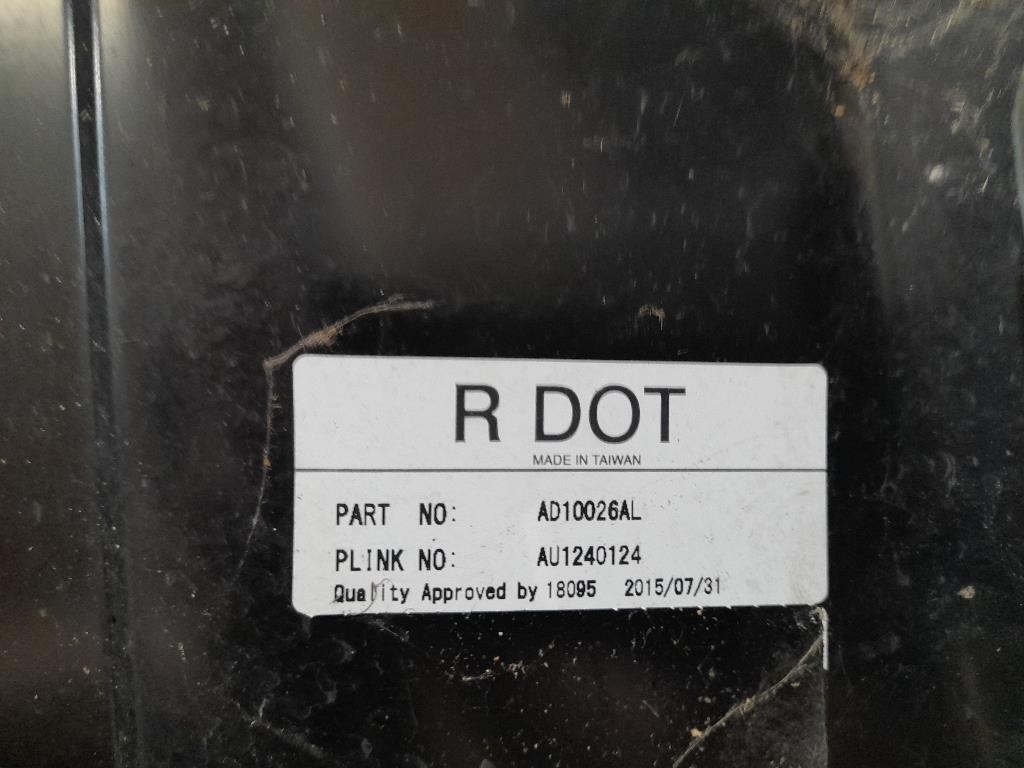 R DOT
MADE IN TAIWAN
PART NO: AD10026AL
PLINK NO: AU1240124
Quality Approved by 18095 2015/07/31